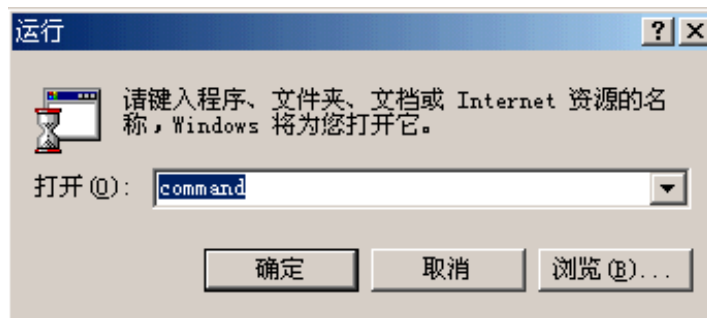 运行
请键入程序、文件夹、文档或 Internet 资源的名
称，Windows 将为您打开它。
打开(O): command
确定 取消 浏览(B)...